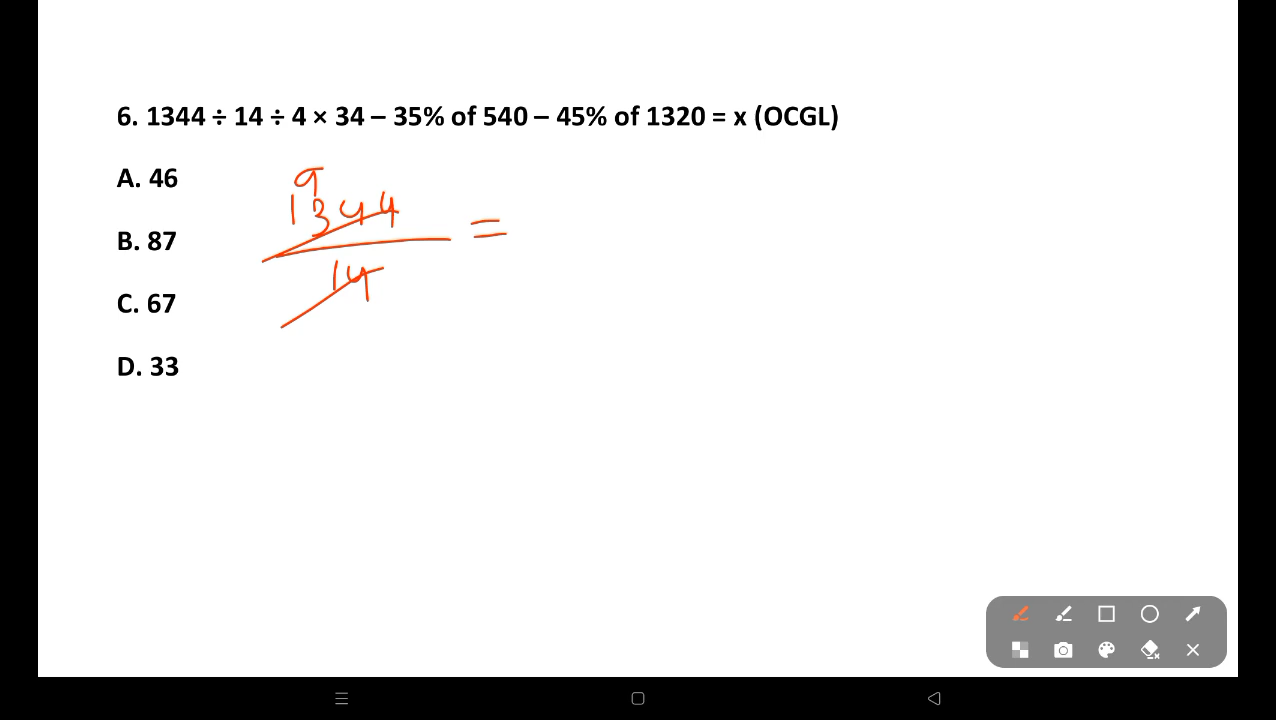 6. 1344 ÷ 14 ÷ 4 × 34 – 35% of 540 – 45% of 1320 = x (OCGL)
A. 46
9
1344
=
B. 87
14
C. 67
D. 33